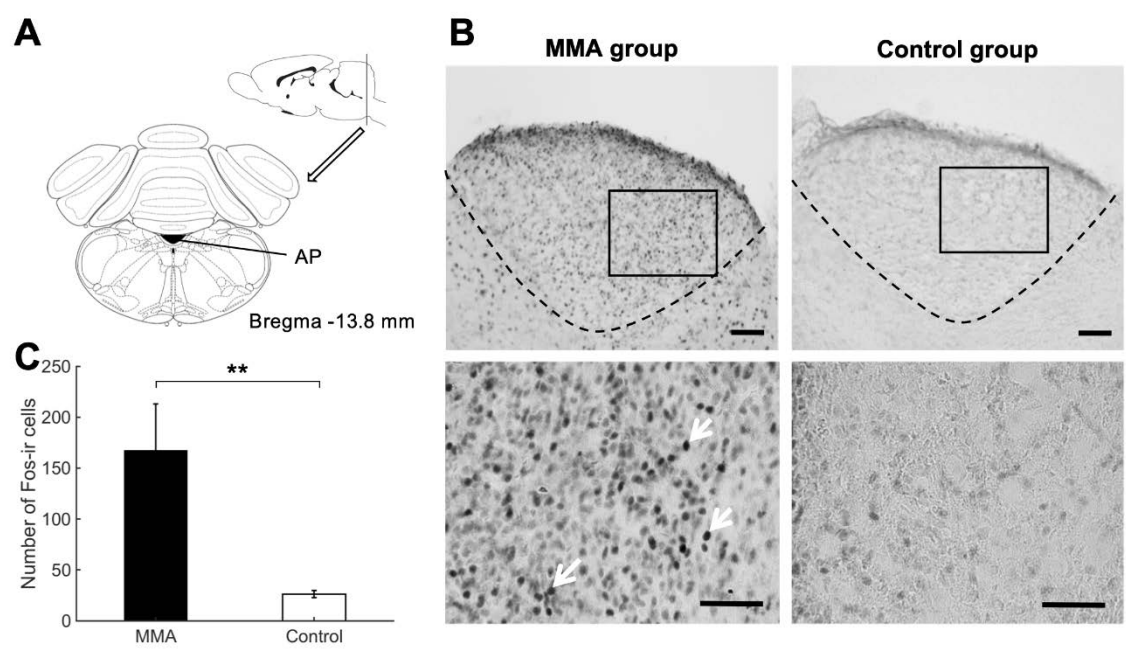 A
AP
Bregma -13.8 mm
B
MMA group
Control group
C
Number of Fos-ir cells
250
200
150
100
50
0
**
MMA
Control